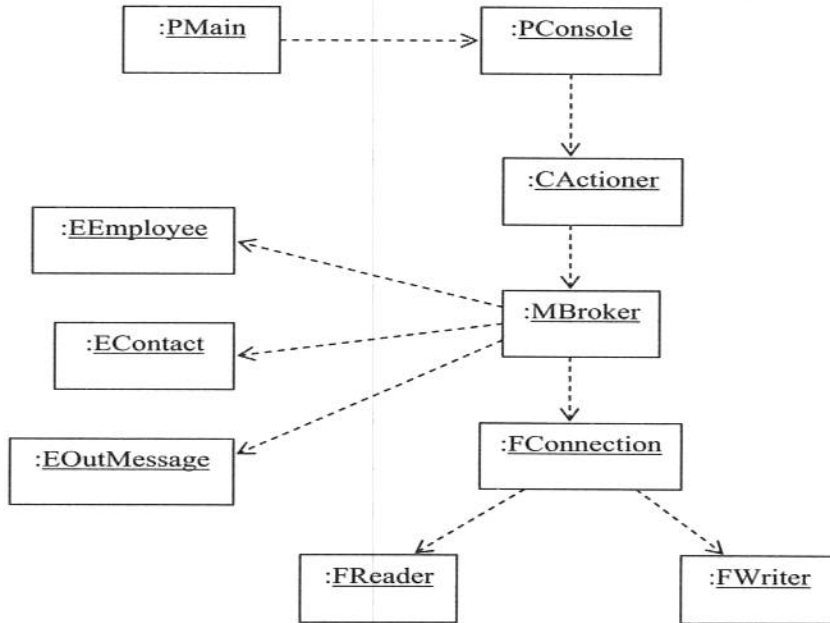 :PMain
:PConsole
:CActioner
:EEmployee
:MBroker
:EContact
:FConnection
:EOutMessage
:FReader
:FWriter